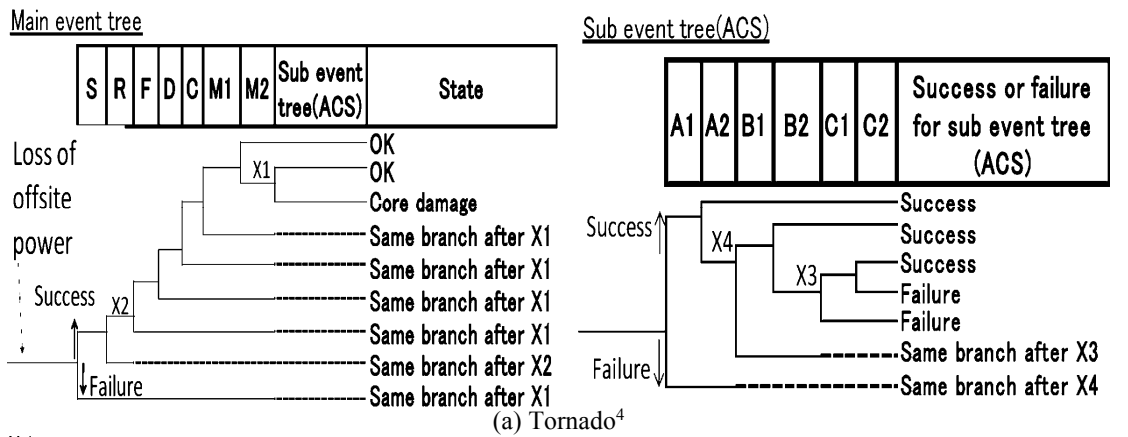 Main event tree
S R F D C M1 M2 Sub event tree(ACS) State
Loss of
offsite
power
Success
Failure
X2
X1
OK
OK
Core damage
Same branch after X1
Same branch after X1
Same branch after X1
Same branch after X1
Same branch after X2
Same branch after X1
Sub event tree(ACS)
A1 A2 B1 B2 C1 C2 Success or failure for sub event tree (ACS)
Success
Failure
X4
X3
Success
Success
Success
Failure
Failure
Same branch after X3
Same branch after X4
(a) Tornado4